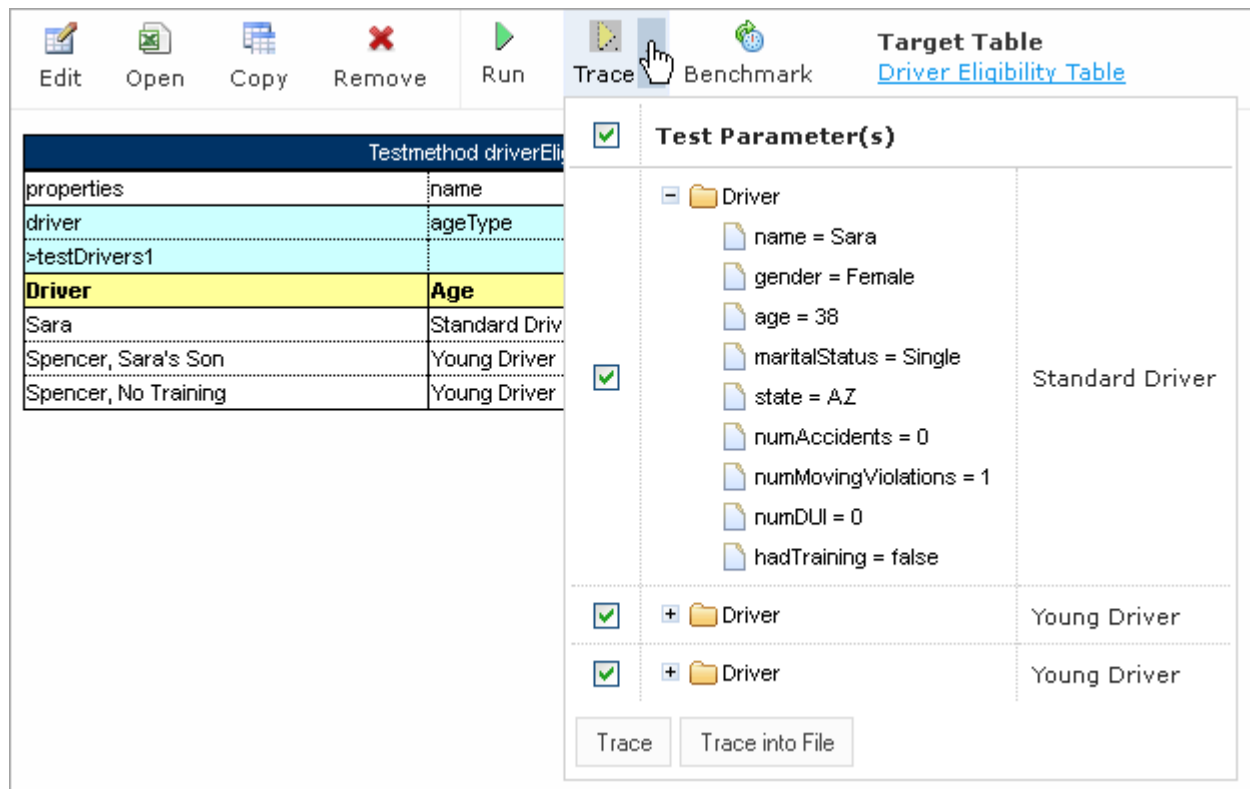 Edit Open Copy Remove Run Trace Benchmark
Target Table
Driver Eligibility Table
Testmethod driverEli
properties name
driver ageType
>testDrivers1
Driver Age
Sara Standard Driv
Spencer, Sara's Son Young Driver
Spencer, No Training Young Driver
Test Parameter(s)
Driver
name = Sara
gender = Female
age = 38
maritalStatus = Single
state = AZ
numAccidents = 0
numMovingViolations = 1
numDUI = 0
hadTraining = false
Standard Driver
Driver Young Driver
Driver Young Driver
Trace Trace into File